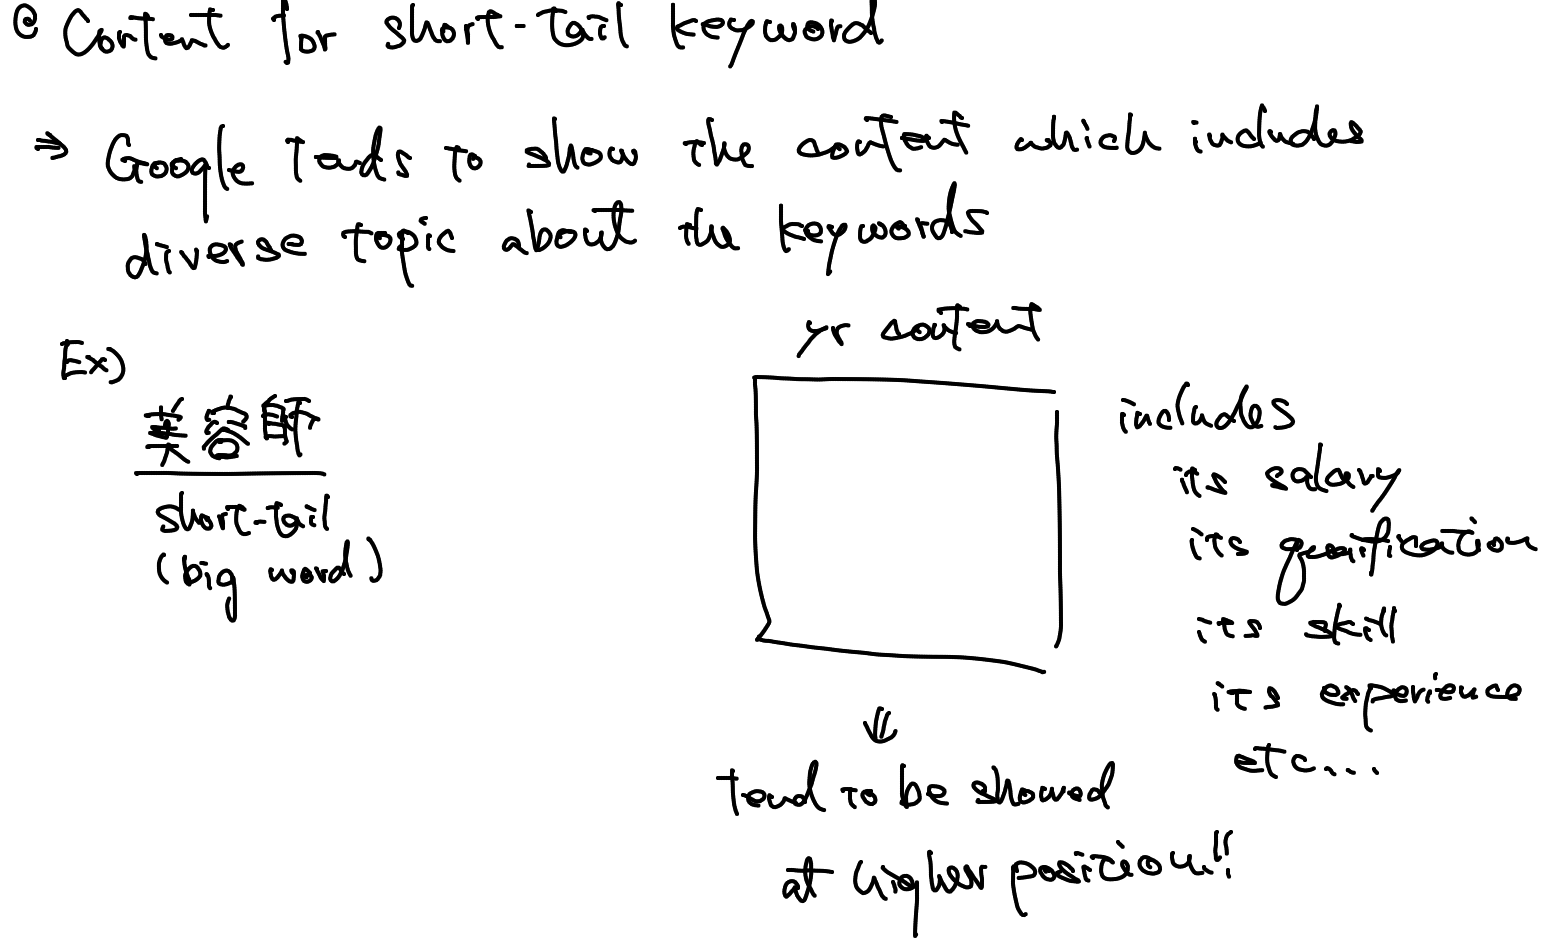 @ Content for short-tail keyword
⇒ Google tends to show the content which includes
diverse topic about the keywords
Ex)
美容師
short-tail
(big word)
yr content
includes
its salary
its quaification
its skill
its experience
etc...
⇓
tend to be showed
at higher position!!